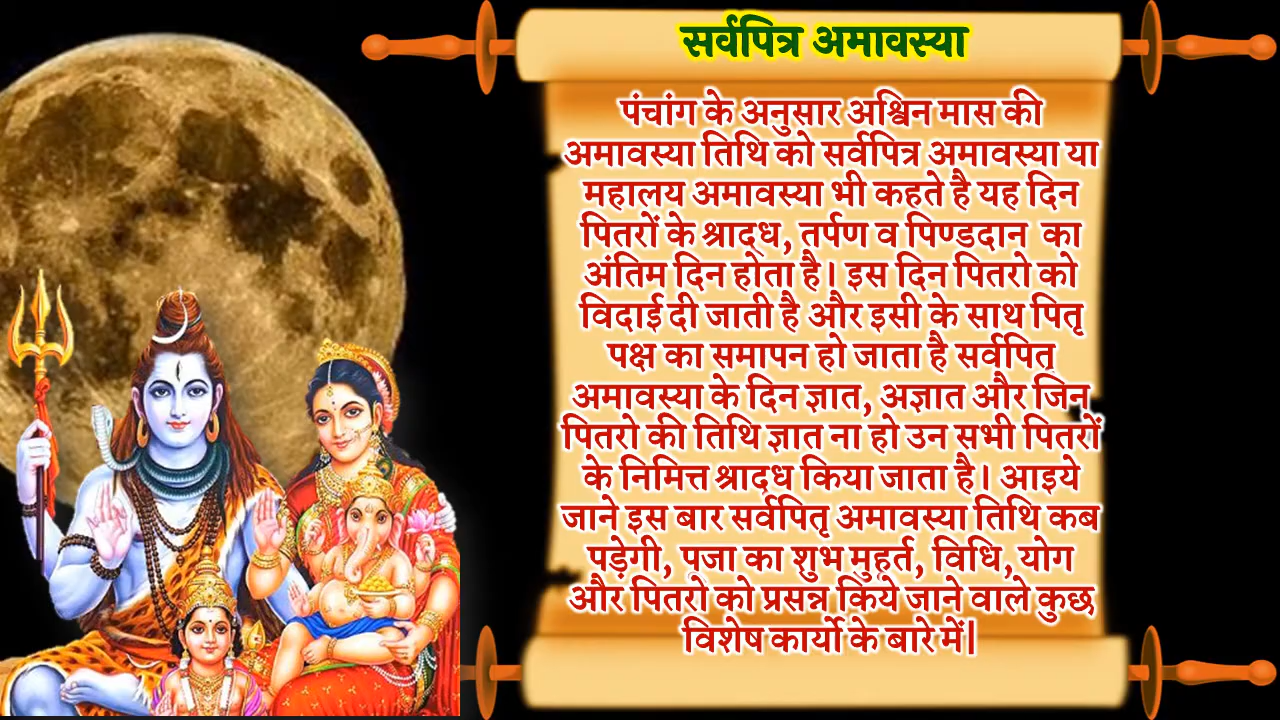 सर्वपित्र अमावस्या
पंचांग के अनुसार अश्विन मास की
अमावस्या तिथि को सर्वपित्र अमावस्या या
महालय अमावस्या भी कहते है यह दिन
पितरों के श्राद्ध, तर्पण व पिण्डदान का
अंतिम दिन होता है। इस दिन पितरो को
विदाई दी जाती है और इसी के साथ पितृ
पक्ष का समापन हो जाता है सर्वपितृ
अमावस्या के दिन ज्ञात, अज्ञात और जिन
पितरो की तिथि ज्ञात ना हो उन सभी पितरों
के निमित्त श्रादध किया जाता है। आइये
जाने इस बार सर्वपितृ अमावस्या तिथि कब
पड़ेगी, पूजा का शुभ मुहूर्त, विधि, योग
और पितरो को प्रसन्न किये जाने वाले कुछ
विशेष कार्यो के बारे में|